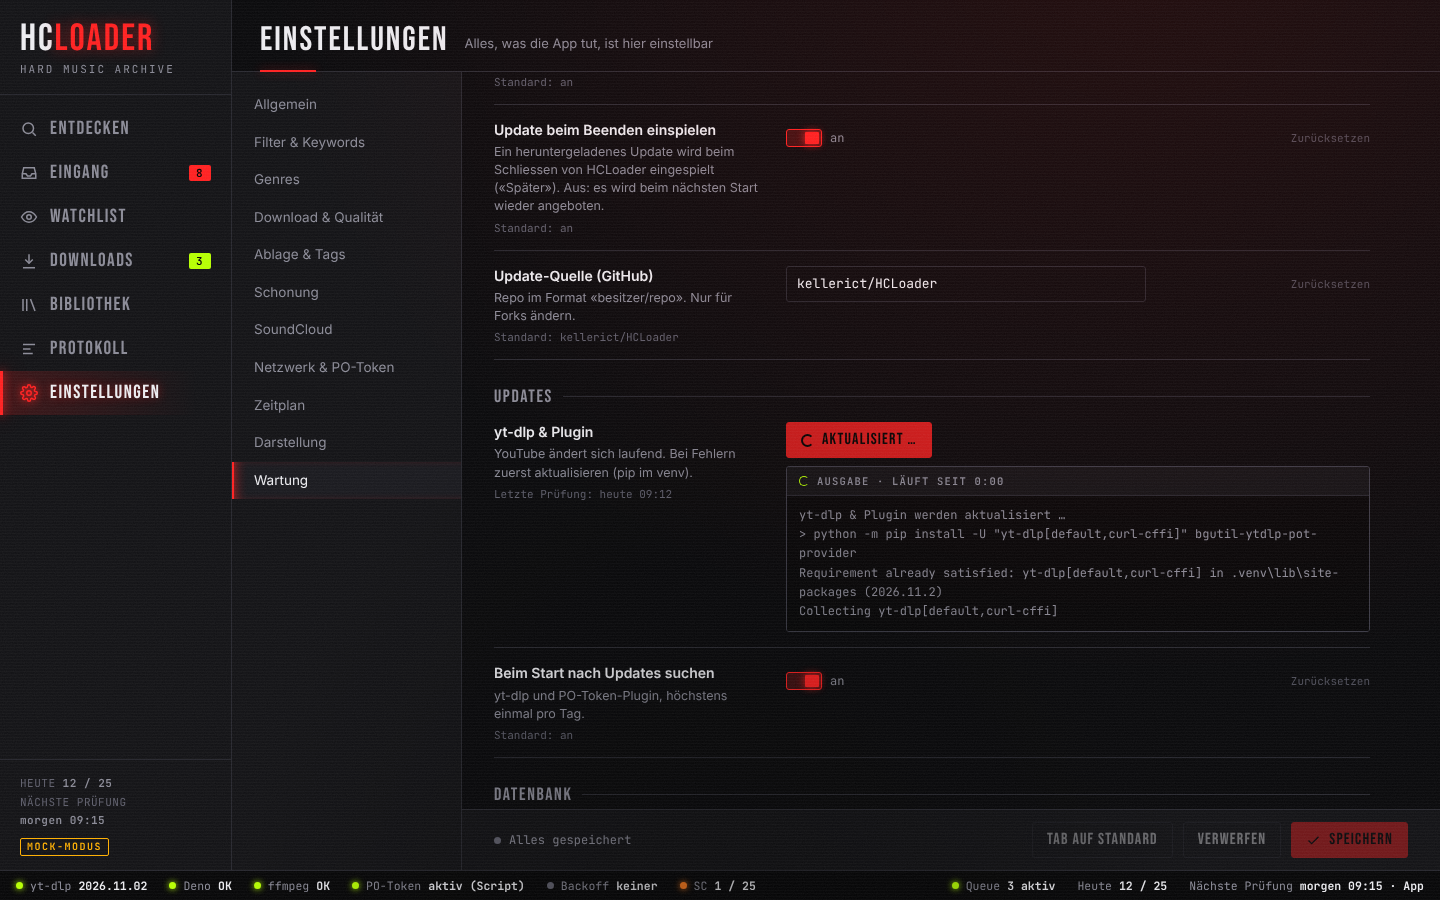 HCLOADER
HARD MUSIC ARCHIVE
ENTDECKEN
EINGANG 8
WATCHLIST
DOWNLOADS 3
BIBLIOTHEK
PROTOKOLL
EINSTELLUNGEN
HEUTE 12 / 25
NÄCHSTE PRÜFUNG
morgen 09:15
MOCK-MODUS
EINSTELLUNGEN Alles, was die App tut, ist hier einstellbar
Allgemein
Filter & Keywords
Genres
Download & Qualität
Ablage & Tags
Schonung
SoundCloud
Netzwerk & PO-Token
Zeitplan
Darstellung
Wartung
Standard: an
Update beim Beenden einspielen
an
Zurücksetzen
Ein heruntergeladenes Update wird beim
Schliessen von HCLoader eingespielt
(«Später»). Aus: es wird beim nächsten Start
wieder angeboten.
Standard: an
Update-Quelle (GitHub)
kellerict/HCLoader
Zurücksetzen
Repo im Format «besitzer/repo». Nur für
Forks ändern.
Standard: kellerict/HCLoader
UPDATES
yt-dlp & Plugin
YouTube ändert sich laufend. Bei Fehlern
zuerst aktualisieren (pip im venv).
Letzte Prüfung: heute 09:12
AKTUALISIERT …
AUSGABE · LÄUFT SEIT 0:00
yt-dlp & Plugin werden aktualisiert …
> python -m pip install -U "yt-dlp[default,curl-cffi]" bgutil-ytdlp-pot-
provider
Requirement already satisfied: yt-dlp[default,curl-cffi] in .venv\lib\site-
packages (2026.11.2)
Collecting yt-dlp[default,curl-cffi]
Beim Start nach Updates suchen
an
Zurücksetzen
yt-dlp und PO-Token-Plugin, höchstens
einmal pro Tag.
Standard: an
DATENBANK
Alles gespeichert
TAB AUF STANDARD
VERWERFEN
SPEICHERN
yt-dlp 2026.11.02 Deno OK ffmpeg OK PO-Token aktiv (Script) Backoff keiner SC 1 / 25 Queue 3 aktiv Heute 12 / 25 Nächste Prüfung morgen 09:15 · App